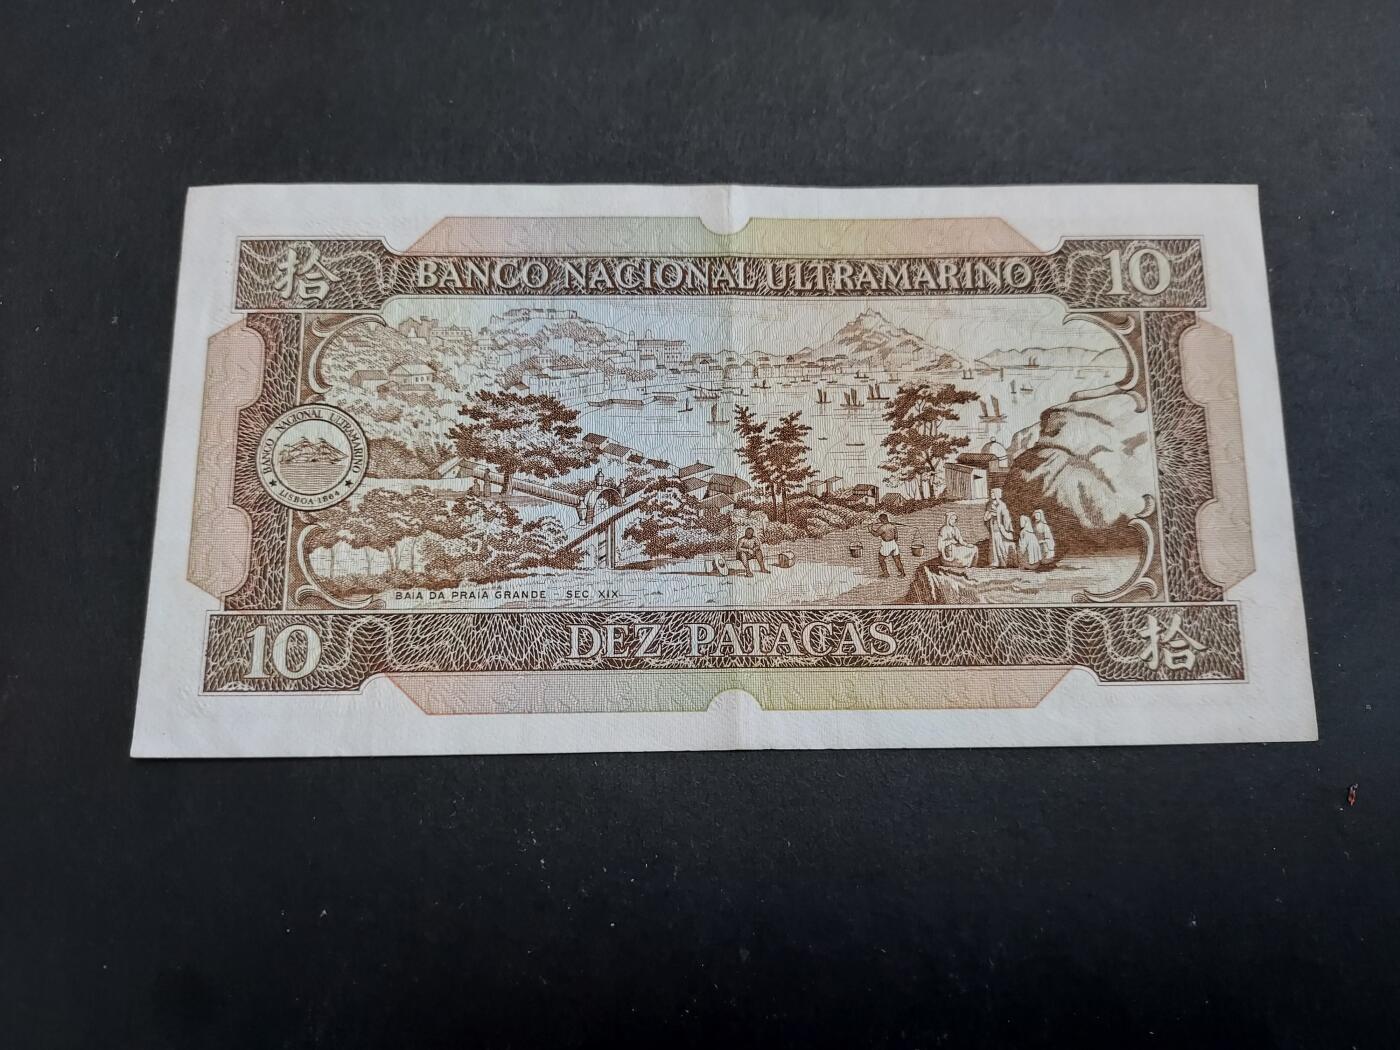 拾
BANCO NACIONAL ULTRAMARINO
10
BANCO NACIONAL ULTRAMARINO
LISBOA 1864
BAIA DA PRAIA GRANDE - SEC. XIX
10
DEZ PATACAS
拾